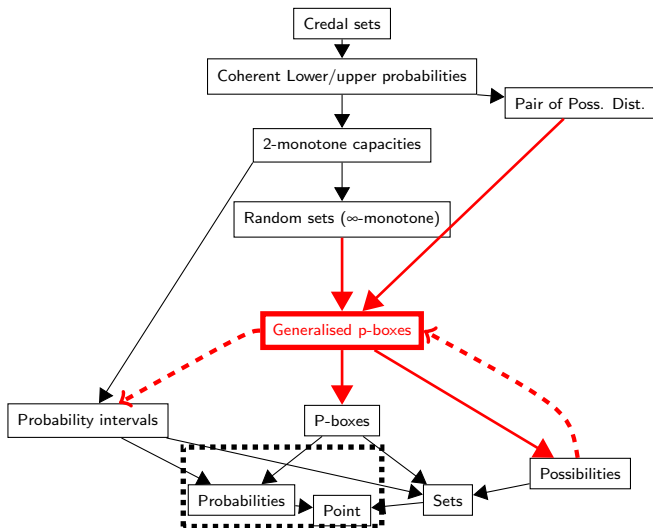 Credal sets
Coherent Lower/upper probabilities
Pair of Poss. Dist.
2-monotone capacities
Random sets (∞-monotone)
Generalised p-boxes
Probability intervals
P-boxes
Possibilities
Probabilities
Point
Sets